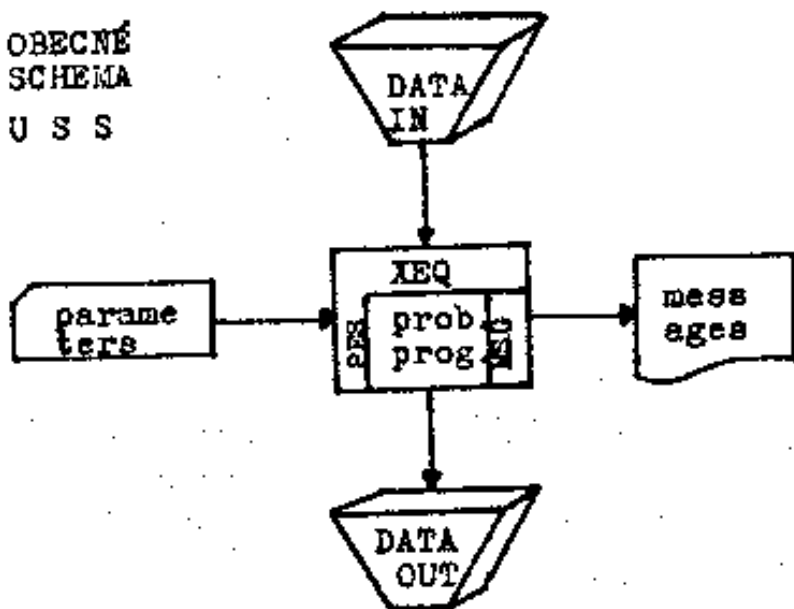 OBECNÉ
SCHEMA
U S S
DATA
IN
XEQ
parame
ters
prob
prog
mess
ages
DATA
OUT